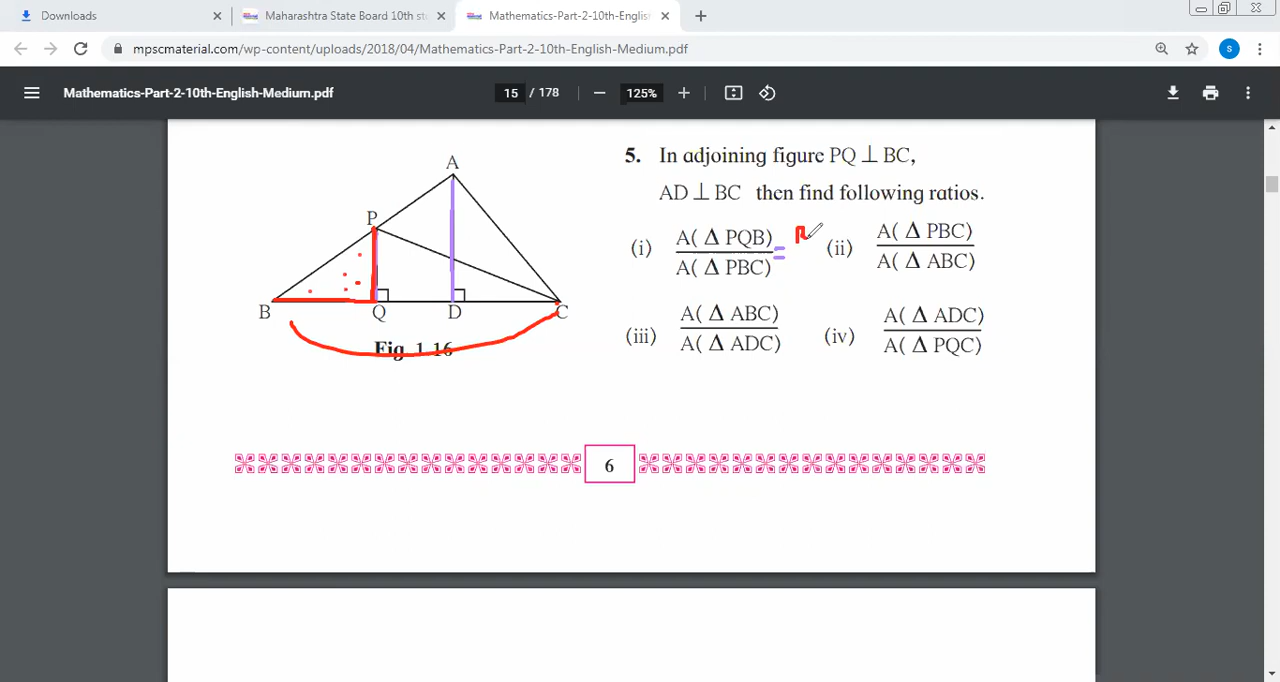 Downloads
Maharashtra State Board 10th st
Mathematics-Part-2-10th-Englis
mpscmaterial.com/wp-content/uploads/2018/04/Mathematics-Part-2-10th-English-Medium.pdf
S
Mathematics-Part-2-10th-English-Medium.pdf
15 / 178
125%
5. In adjoining figure PQ ⊥ BC,
AD ⊥ BC then find following ratios.
(i) A( Δ PQB) / A( Δ PBC) =
(ii) A( Δ PBC) / A( Δ ABC)
(iii) A( Δ ABC) / A( Δ ADC)
(iv) A( Δ ADC) / A( Δ PQC)
A
P
B Q D C
Fig. 1.16
6